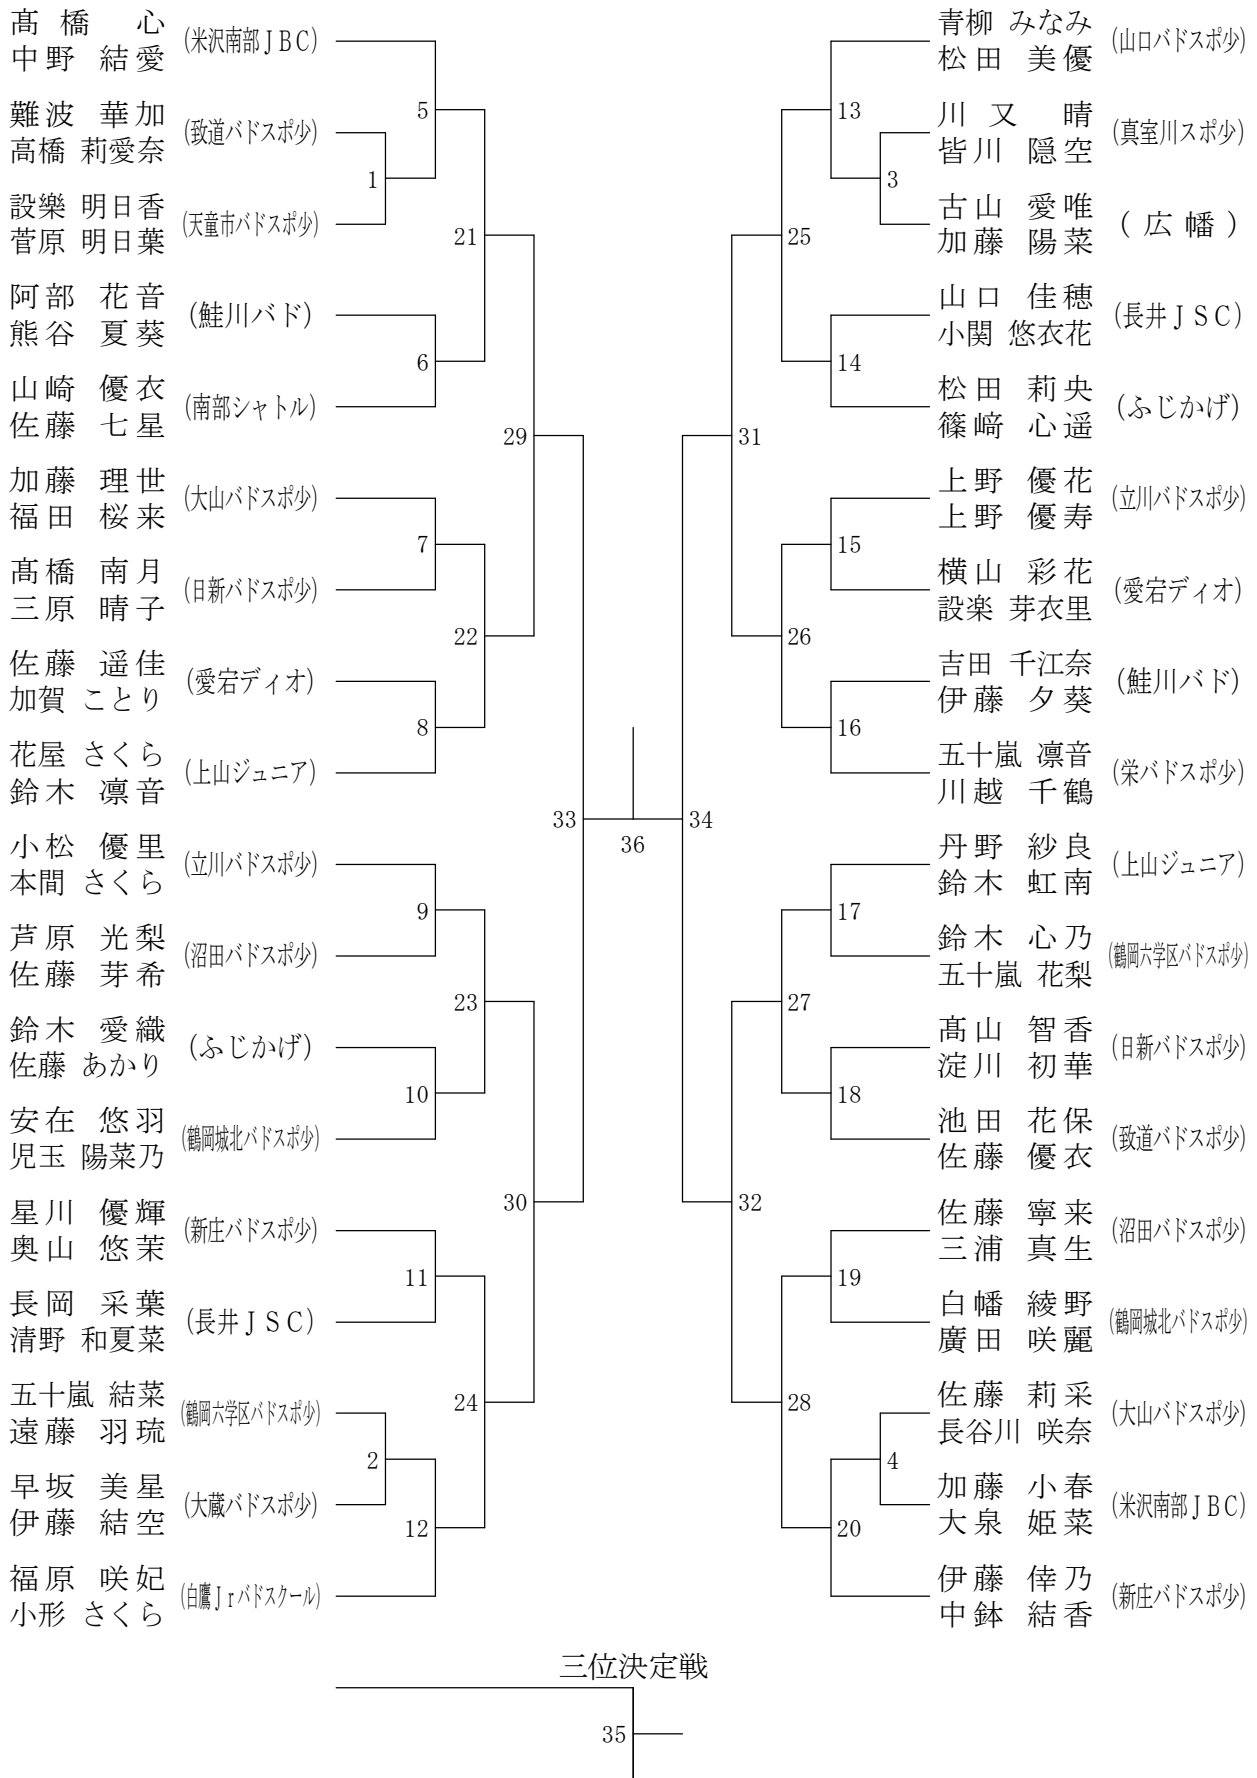 髙橋 心
中野 結愛
(米沢南部ＪＢＣ)
難波 華加
高橋 莉愛奈
(致道バドスポ少)
設樂 明日香
菅原 明日葉
(天童市バドスポ少)
阿部 花音
熊谷 夏葵
(鮭川バド)
山崎 優衣
佐藤 七星
(南部シャトル)
加藤 理世
福田 桜来
(大山バドスポ少)
髙橋 南月
三原 晴子
(日新バドスポ少)
佐藤 遥佳
加賀 ことり
(愛宕ディオ)
花屋 さくら
鈴木 凛音
(上山ジュニア)
小松 優里
本間 さくら
(立川バドスポ少)
芦原 光梨
佐藤 芽希
(沼田バドスポ少)
鈴木 愛織
佐藤 あかり
(ふじかげ)
安在 悠羽
児玉 陽菜乃
(鶴岡城北バドスポ少)
星川 優輝
奥山 悠茉
(新庄バドスポ少)
長岡 采葉
清野 和夏菜
(長井ＪＳＣ)
五十嵐 結菜
遠藤 羽琉
(鶴岡六学区バドスポ少)
早坂 美星
伊藤 結空
(大蔵バドスポ少)
福原 咲妃
小形 さくら
(白鷹Ｊｒバドスクール)
5
1
21
6
29
7
22
8
33
9
23
10
30
11
24
2
12
36
34
青柳 みなみ
松田 美優
(山口バドスポ少)
川又 晴
皆川 隠空
(真室川スポ少)
古山 愛唯
加藤 陽菜
(広幡)
山口 佳穂
小関 悠衣花
(長井ＪＳＣ)
松田 莉央
篠﨑 心遥
(ふじかげ)
上野 優花
上野 優寿
(立川バドスポ少)
横山 彩花
設楽 芽衣里
(愛宕ディオ)
吉田 千江奈
伊藤 夕葵
(鮭川バド)
五十嵐 凛音
川越 千鶴
(栄バドスポ少)
丹野 紗良
鈴木 虹南
(上山ジュニア)
鈴木 心乃
五十嵐 花梨
(鶴岡六学区バドスポ少)
髙山 智香
淀川 初華
(日新バドスポ少)
池田 花保
佐藤 優衣
(致道バドスポ少)
佐藤 寧来
三浦 真生
(沼田バドスポ少)
白幡 綾野
廣田 咲麗
(鶴岡城北バドスポ少)
佐藤 莉采
長谷川 咲奈
(大山バドスポ少)
加藤 小春
大泉 姫菜
(米沢南部ＪＢＣ)
伊藤 倖乃
中鉢 結香
(新庄バドスポ少)
13
3
25
14
31
15
26
16
17
27
18
32
19
28
4
20
三位決定戦
35